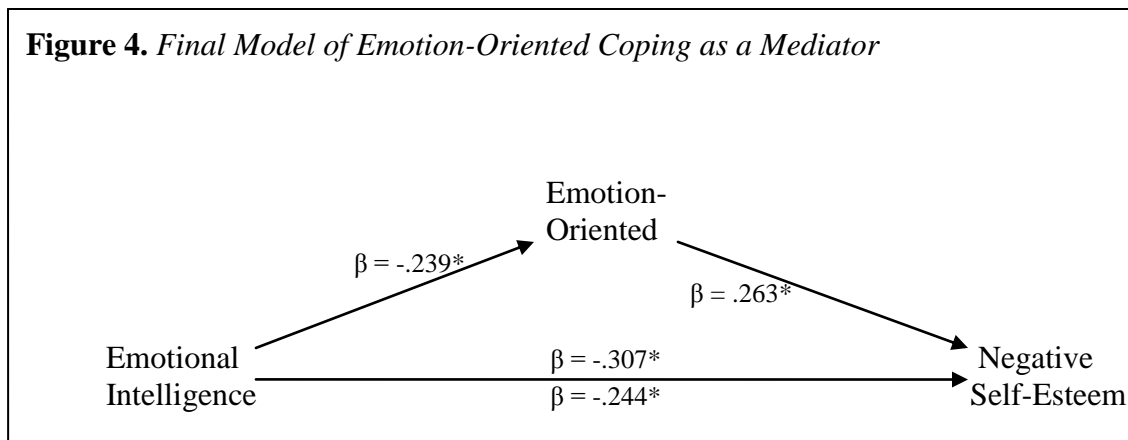 Figure 4. Final Model of Emotion-Oriented Coping as a Mediator
Emotion-
Oriented
β = -.239*
β = .263*
Emotional
Intelligence
β = -.307*
β = -.244*
Negative
Self-Esteem